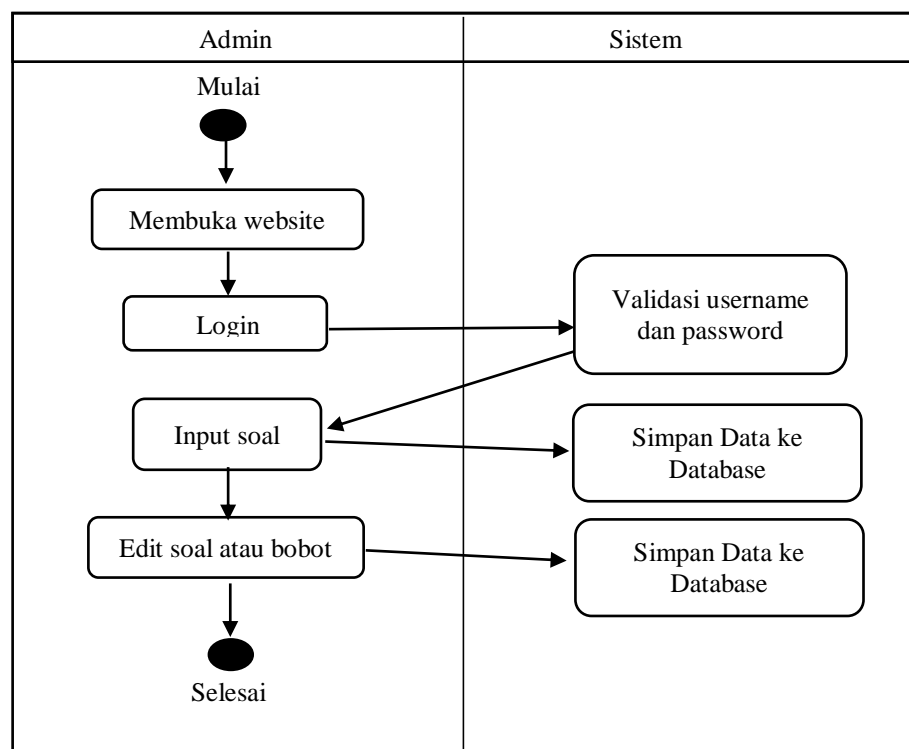 Admin
Sistem
Mulai
Membuka website
Login
Validasi username
dan password
Input soal
Simpan Data ke
Database
Edit soal atau bobot
Simpan Data ke
Database
Selesai